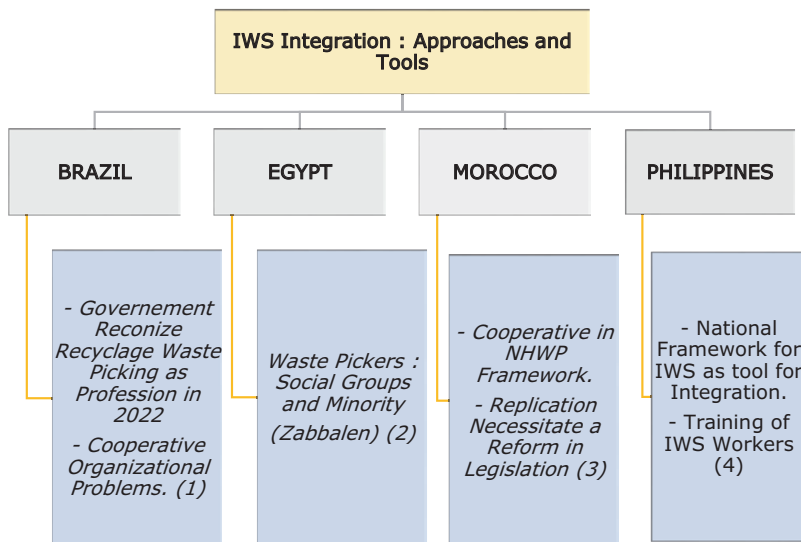 IWS Integration : Approaches and
Tools
BRAZIL
EGYPT
MOROCCO
PHILIPPINES
- Governement
Reconize
Recyclage Waste
Picking as
Profession in
2022
- Cooperative
Organizational
Problems. (1)
Waste Pickers :
Social Groups
and Minority
(Zabbalen) (2)
- Cooperative in
NHWP
Framework.
- Replication
Necessitate a
Reform in
Legislation (3)
- National
Framework for
IWS as tool for
Integration.
- Training of
IWS Workers
(4)